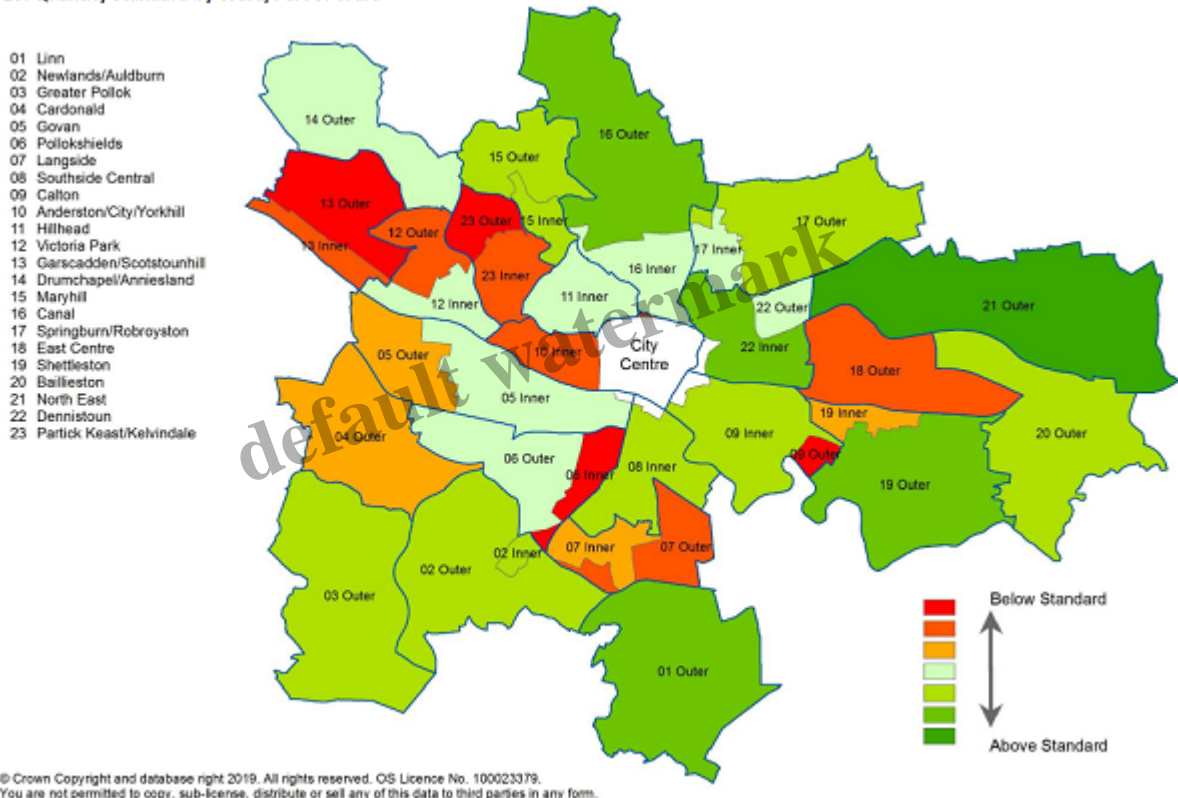 01 Linn
02 Newlands/Auldburn
03 Greater Pollok
04 Cardonald
05 Govan
06 Pollokshields
07 Langside
08 Southside Central
09 Calton
10 Anderston/City/Yorkhill
11 Hillhead
12 Victoria Park
13 Garscadden/Scotstounhill
14 Drumchapel/Anniesland
15 Maryhill
16 Canal
17 Springburn/Robroyston
18 East Centre
19 Shettleston
20 Baillieston
21 North East
22 Dennistoun
23 Partick Keast/Kelvindale
14 Outer
16 Outer
15 Outer
13 Outer
23 Outer
15 Inner
12 Outer
17 Outer
13 Inner
17 Inner
23 Inner
16 Inner
12 Inner
11 Inner
22 Outer
21 Outer
10 Inner
City
Centre
22 Inner
05 Outer
18 Outer
05 Inner
19 Inner
04 Outer
09 Inner
20 Outer
06 Outer
09 Outer
06 Inner
08 Inner
19 Outer
02 Inner
07 Inner
07 Outer
02 Outer
03 Outer
01 Outer
default watermark
Below Standard
Above Standard
© Crown Copyright and database right 2019. All rights reserved. OS Licence No. 100023379.
You are not permitted to copy, sub-license, distribute or sell any of this data to third parties in any form.